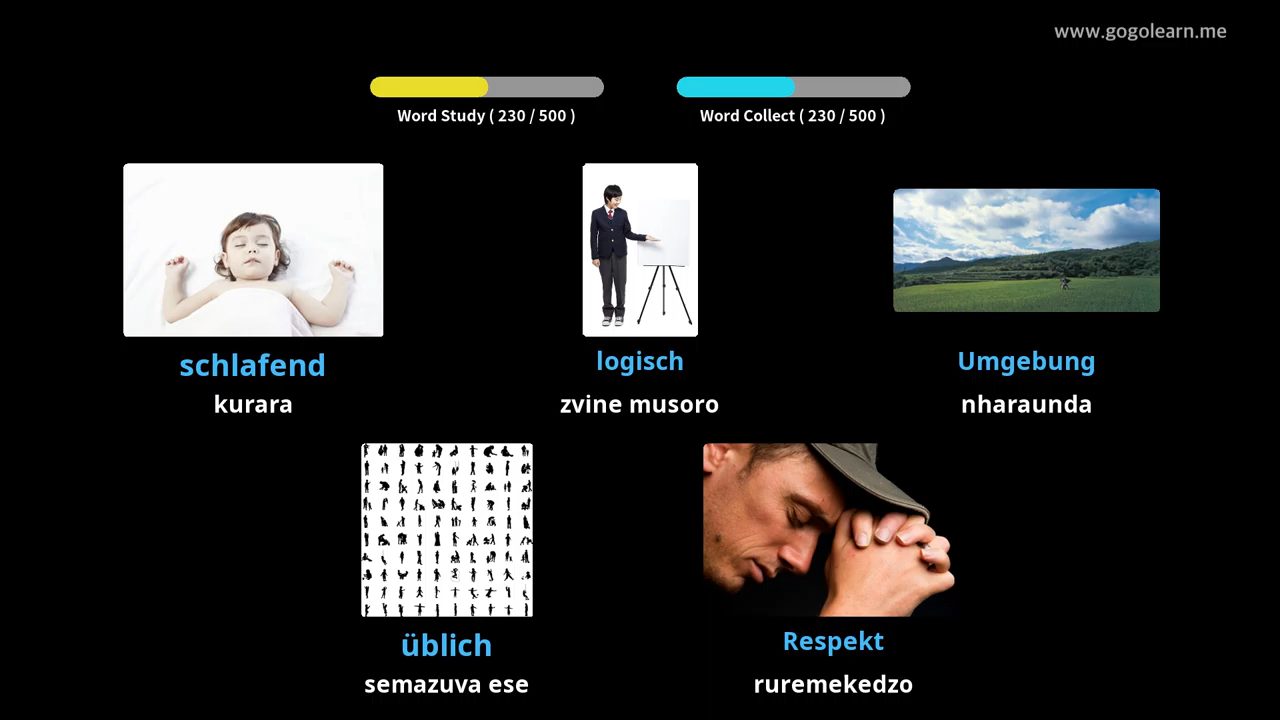 www.gogolearn.me
Word Study ( 230 / 500 )
Word Collect ( 230 / 500 )
schlafend
kurara
logisch
zvine musoro
Umgebung
nharaunda
üblich
semazuva ese
Respekt
ruremekedzo